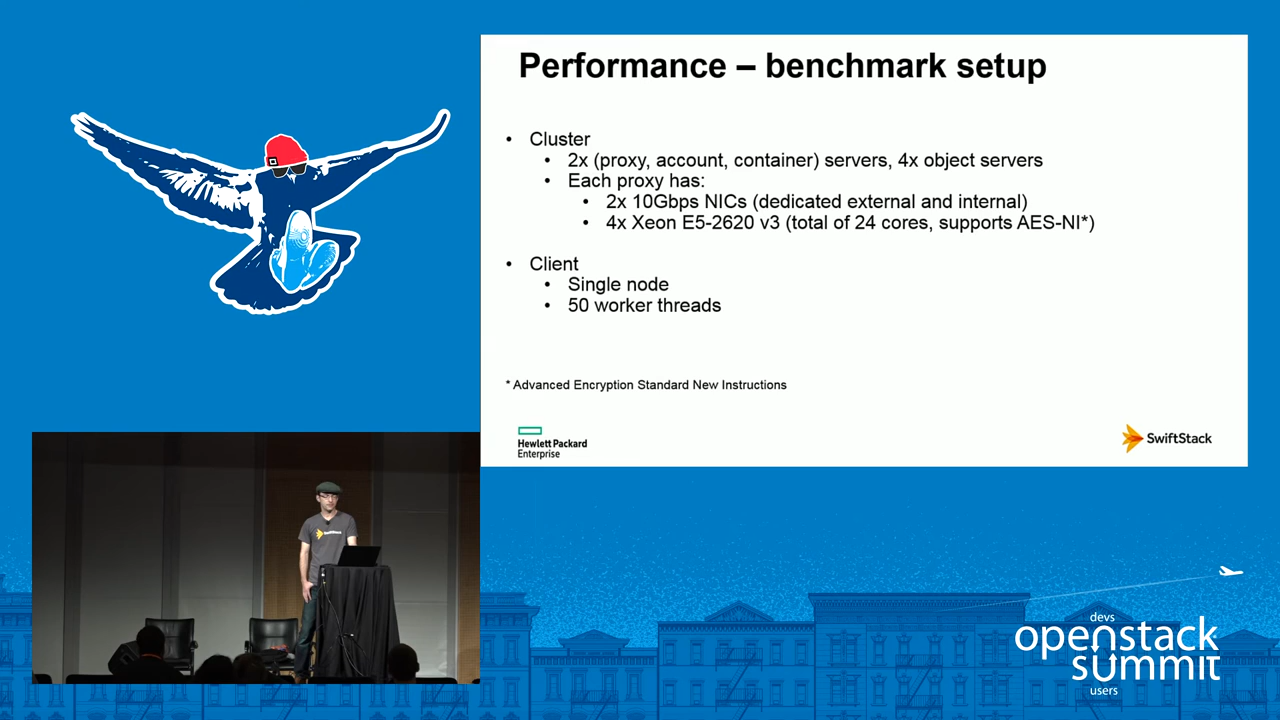 Performance – benchmark setup
• Cluster
• 2x (proxy, account, container) servers, 4x object servers
• Each proxy has:
• 2x 10Gbps NICs (dedicated external and internal)
• 4x Xeon E5-2620 v3 (total of 24 cores, supports AES-NI*)
• Client
• Single node
• 50 worker threads
* Advanced Encryption Standard New Instructions
Hewlett Packard
Enterprise
SwiftStack
SwiftStack
devs
openstack
summit
users